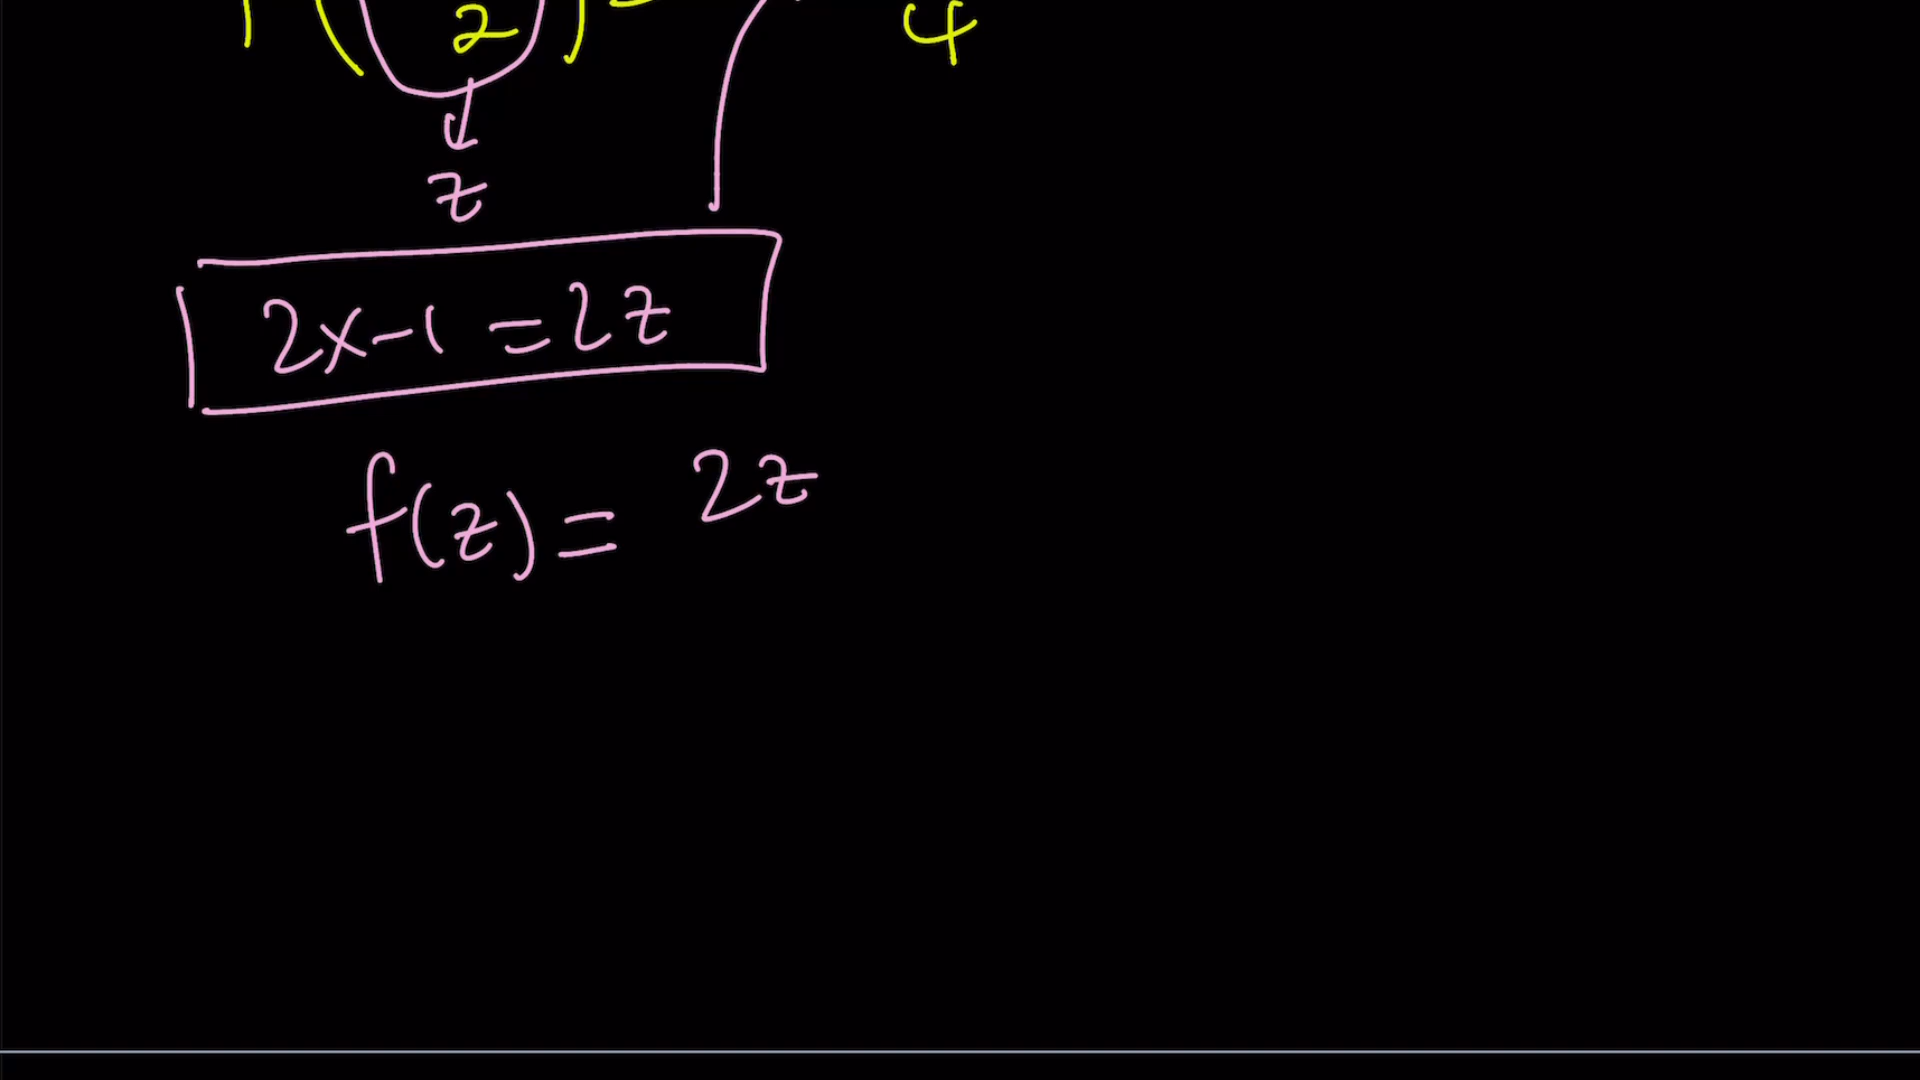 2 ) 4
z
2x-1 = 2z
f(z) = 2z